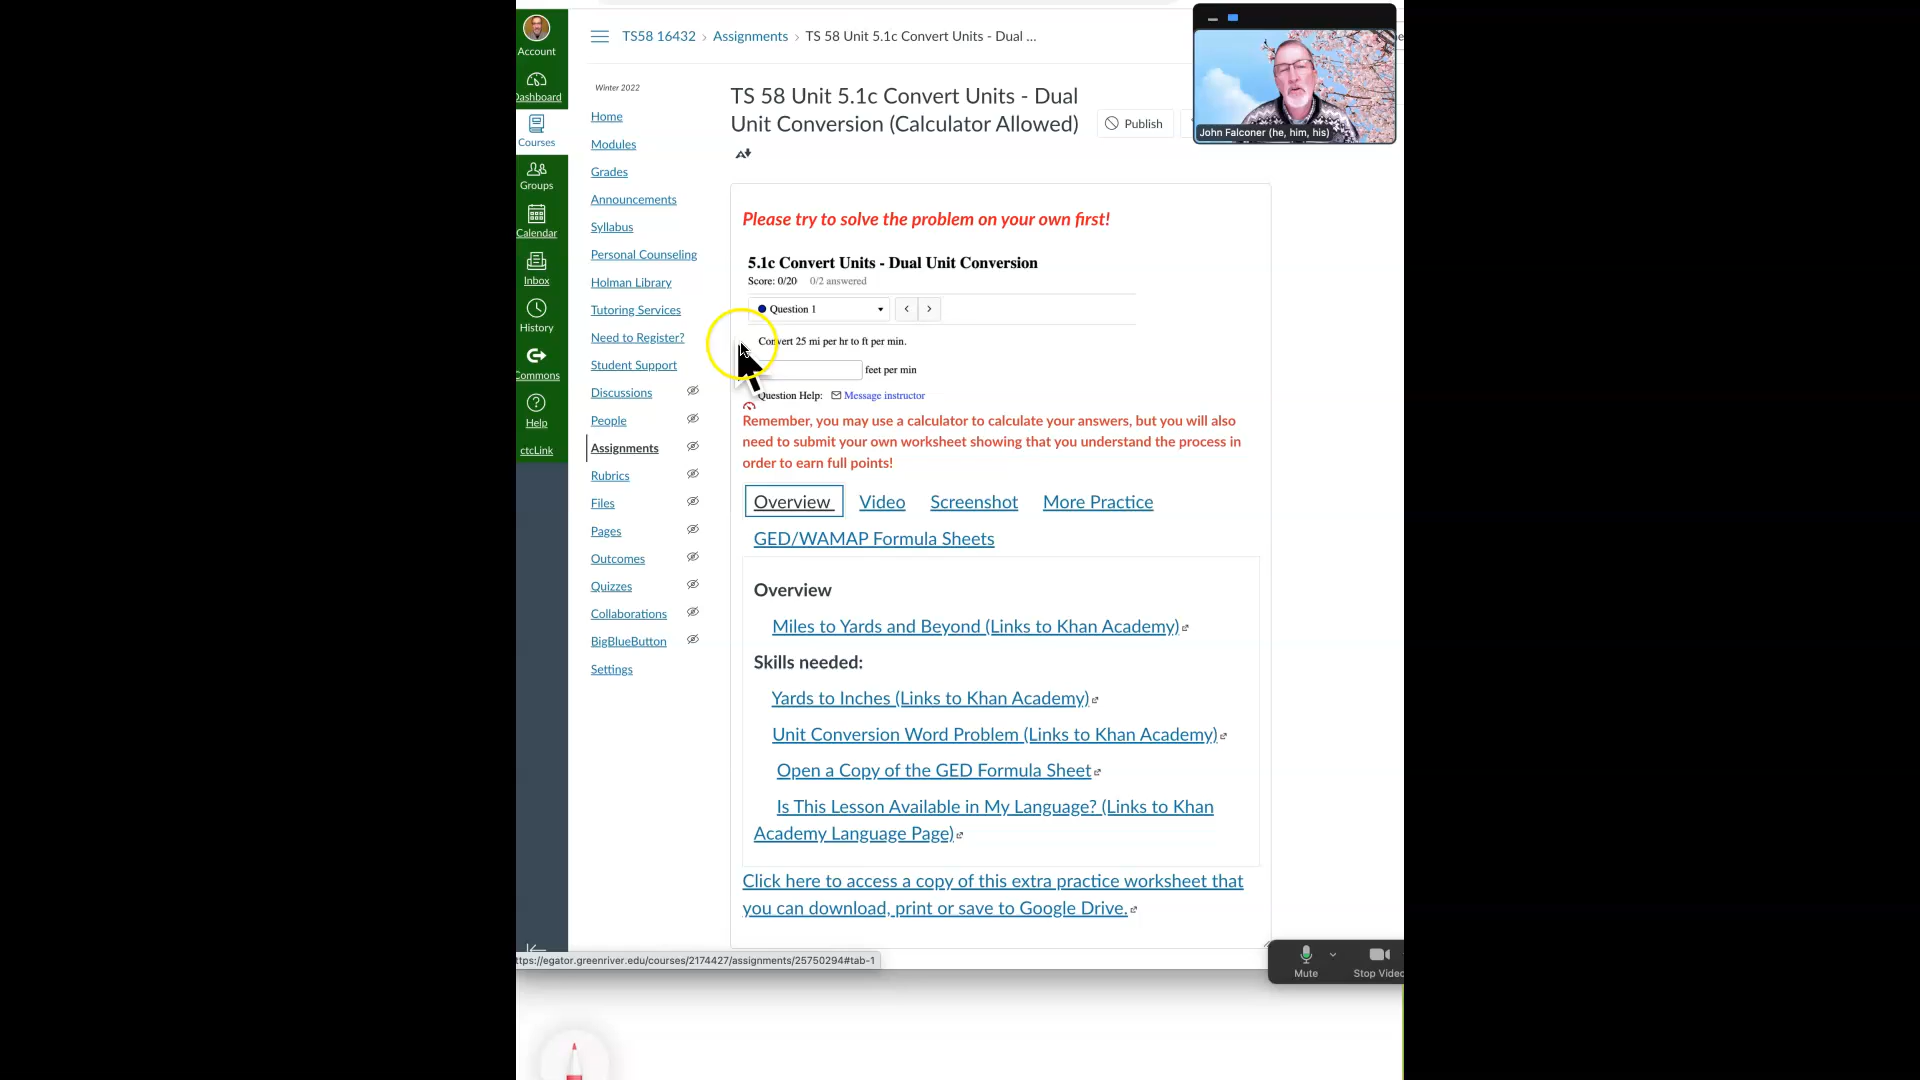 Account
Dashboard
Courses
Groups
Calendar
Inbox
History
Commons
Help
ctcLink
TS58 16432 › Assignments › TS 58 Unit 5.1c Convert Units - Dual ...
Winter 2022
Home
Modules
Grades
Announcements
Syllabus
Personal Counseling
Holman Library
Tutoring Services
Need to Register?
Student Support
Discussions
People
Assignments
Rubrics
Files
Pages
Outcomes
Quizzes
Collaborations
BigBlueButton
Settings
TS 58 Unit 5.1c Convert Units - Dual
Unit Conversion (Calculator Allowed)
Publish
John Falconer (he, him, his)
Please try to solve the problem on your own first!
5.1c Convert Units - Dual Unit Conversion
Score: 0/20 0/2 answered
Question 1
Convert 25 mi per hr to ft per min.
feet per min
Question Help: Message instructor
Remember, you may use a calculator to calculate your answers, but you will also
need to submit your own worksheet showing that you understand the process in
order to earn full points!
Overview Video Screenshot More Practice
GED/WAMAP Formula Sheets
Overview
Miles to Yards and Beyond (Links to Khan Academy)
Skills needed:
Yards to Inches (Links to Khan Academy)
Unit Conversion Word Problem (Links to Khan Academy)
Open a Copy of the GED Formula Sheet
Is This Lesson Available in My Language? (Links to Khan
Academy Language Page)
Click here to access a copy of this extra practice worksheet that
you can download, print or save to Google Drive.
ttps://egator.greenriver.edu/courses/2174427/assignments/25750294#tab-1
Mute
Stop Video